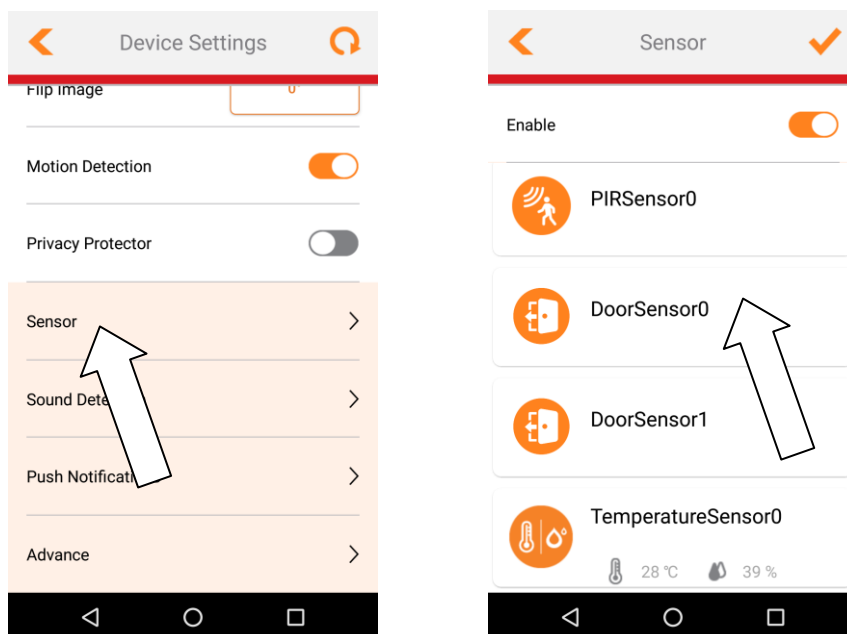 Device Settings
Flip Image
0°
Motion Detection
Privacy Protector
Sensor
Sound
Push
Advance
Sensor
Enable
PIRSensor0
DoorSensor0
DoorSensor1
TemperatureSensor0
28 °C 39 %